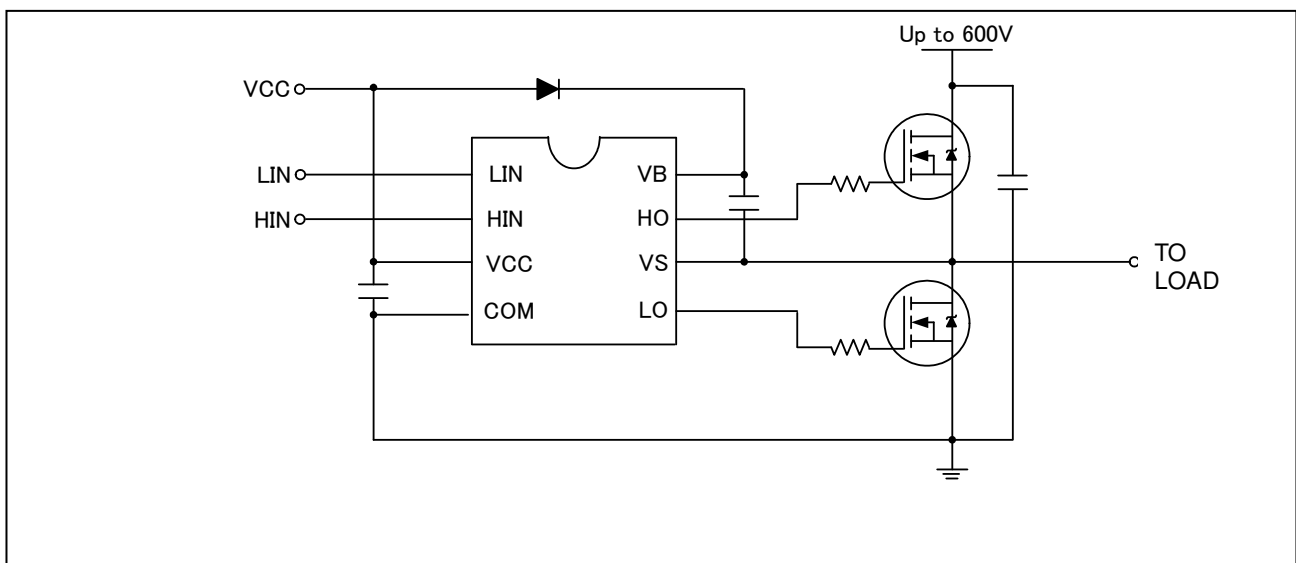 Up to 600V
VCC
LIN
LIN
VB
HIN
HIN
HO
VCC
VS
TO
LOAD
COM
LO